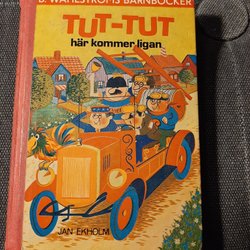 B. WAHLSTRÖMS BARNBÖCKER
TUT-TUT
här kommer ligan
JAN EKHOLM